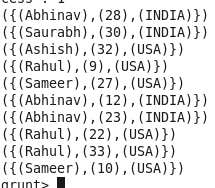 cess : 1
({(Abhinav),(28),(INDIA)})
({(Saurabh),(30),(INDIA)})
({(Ashish),(32),(USA)})
({(Rahul),(9),(USA)})
({(Sameer),(27),(USA)})
({(Abhinav),(12),(INDIA)})
({(Abhinav),(23),(INDIA)})
({(Rahul),(22),(USA)})
({(Rahul),(33),(USA)})
({(Sameer),(10),(USA)})
grunt>